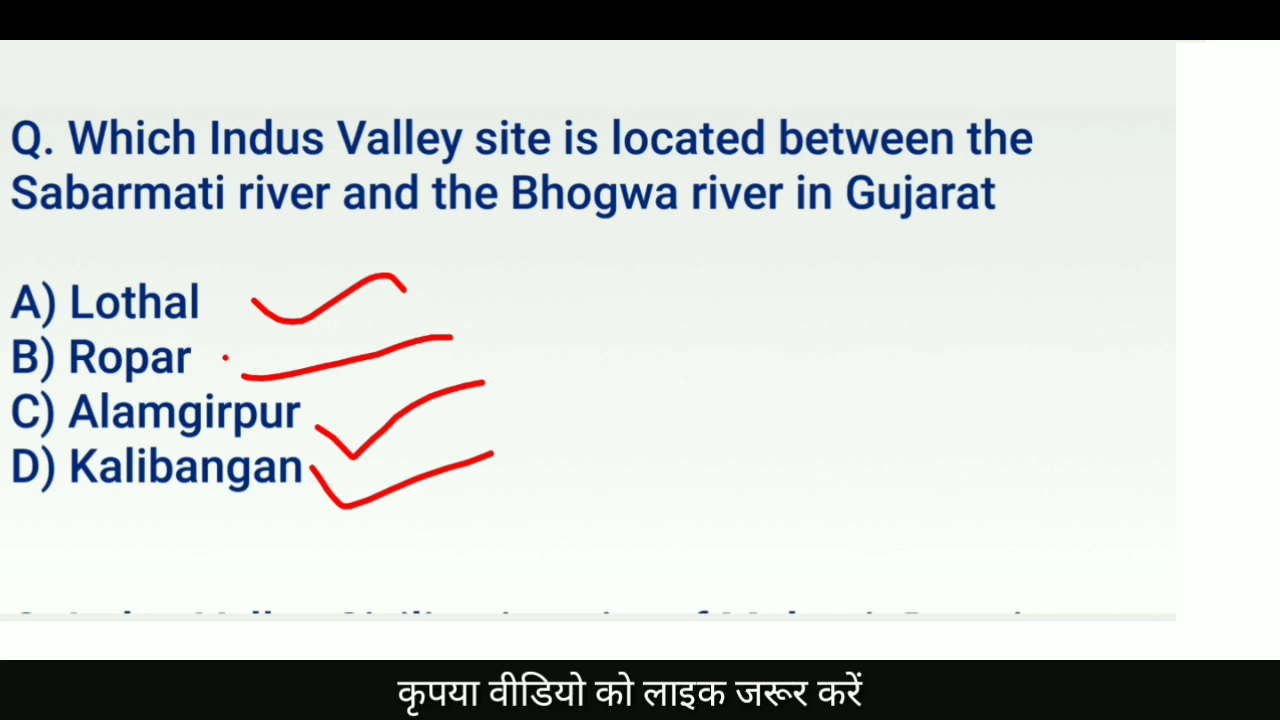 Q. Which Indus Valley site is located between the
Sabarmati river and the Bhogwa river in Gujarat
A) Lothal
B) Ropar
C) Alamgirpur
D) Kalibangan
कृपया वीडियो को लाइक जरूर करें